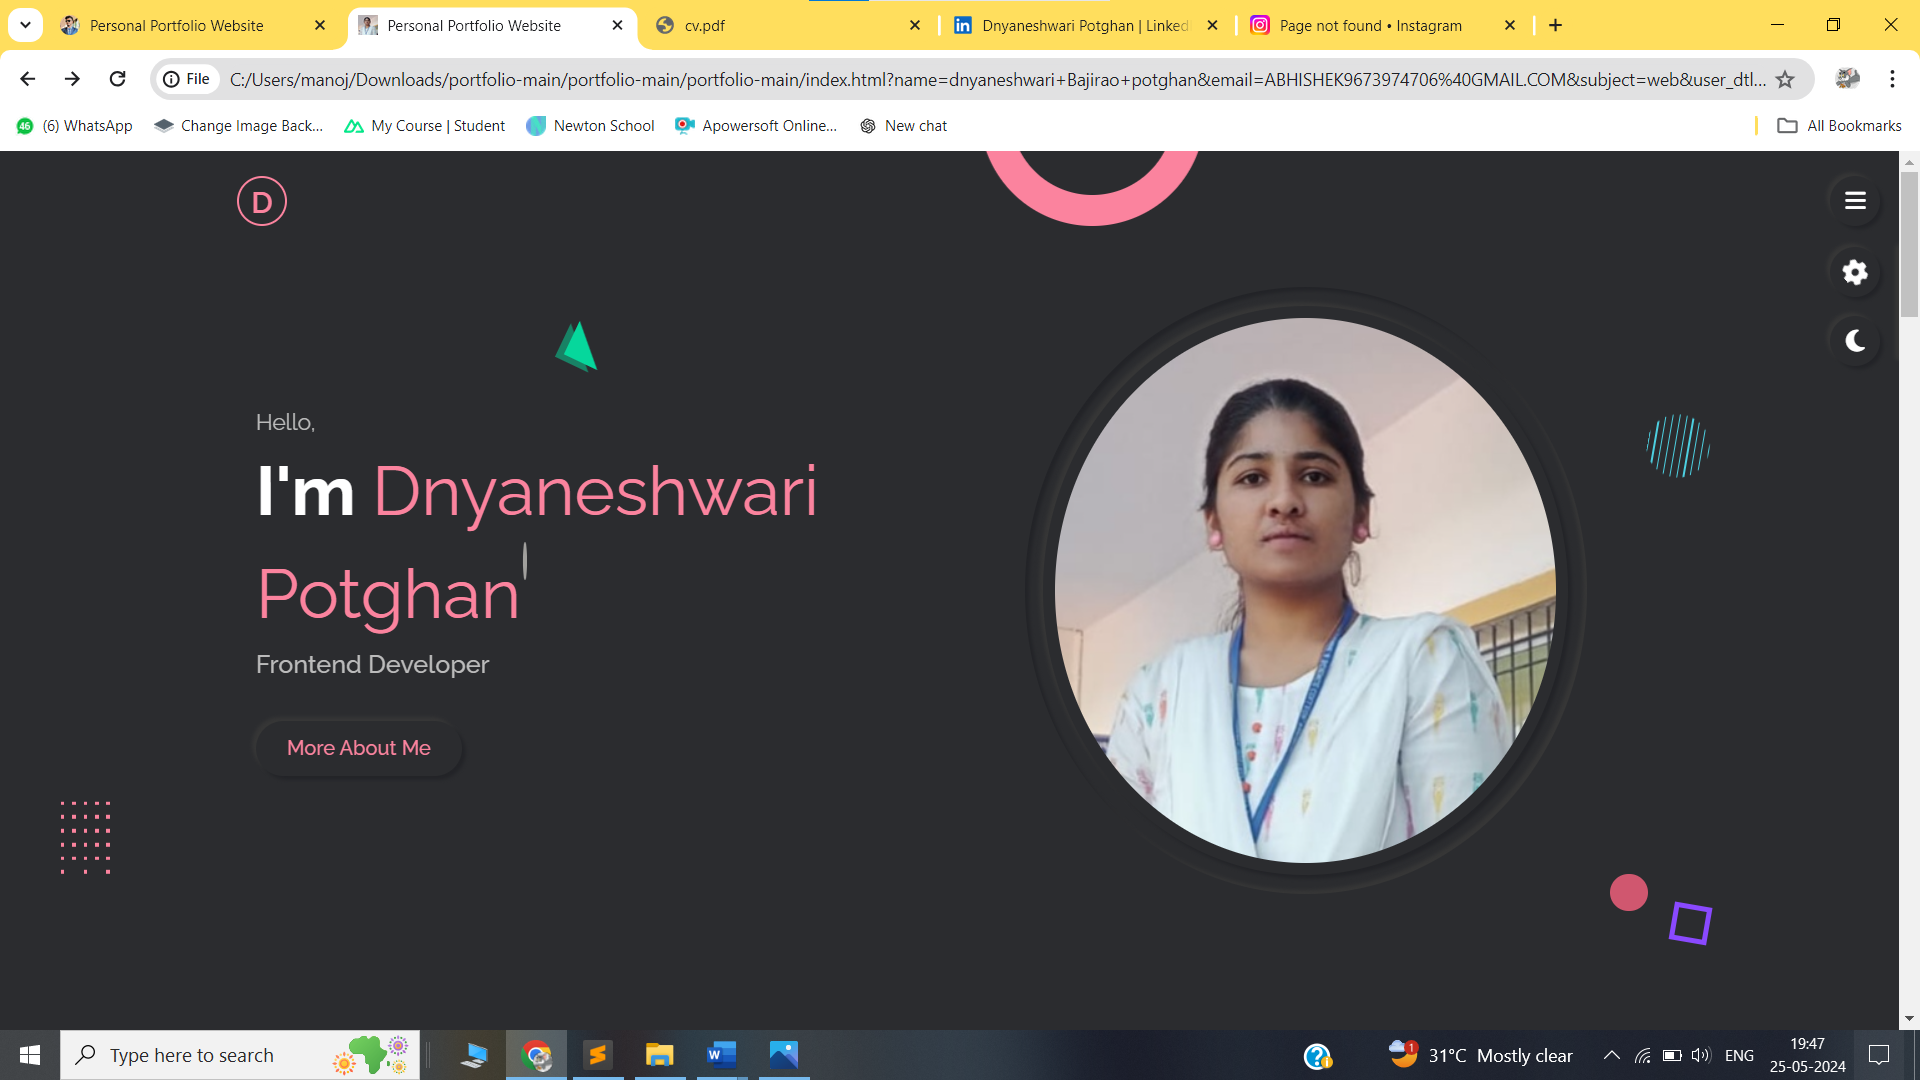 Personal Portfolio Website
Personal Portfolio Website
cv.pdf
Dnyaneshwari Potghan | Linked
Page not found • Instagram
File
C:/Users/manoj/Downloads/portfolio-main/portfolio-main/portfolio-main/index.html?name=dnyaneshwari+Bajirao+potghan&email=ABHISHEK9673974706%40GMAIL.COM&subject=web&user_dtl...
46
(6) WhatsApp
Change Image Back...
My Course | Student
Newton School
Apowersoft Online...
New chat
All Bookmarks
D
Hello,
I'm Dnyaneshwari
Potghan
Frontend Developer
More About Me
Type here to search
1
31°C Mostly clear
ENG
19:47
25-05-2024